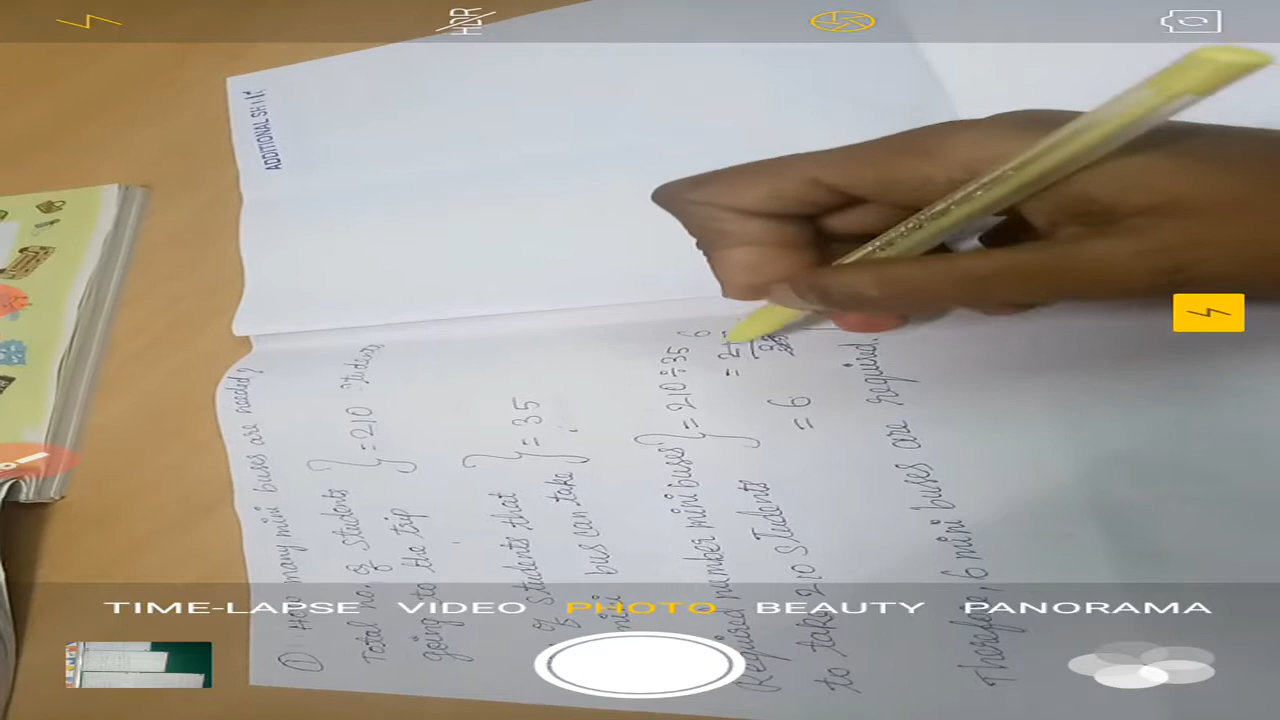 HDR
ADDITIONAL SHEET
① How many mini buses are needed?
Total no. of students
going to the trip } = 210 students
of students that
mini bus can take } = 35
Required number mini buses } = 210 ÷ 35
to take 210 students
= 6
Therefore, 6 mini buses are required.
TIME-LAPSE VIDEO PHOTO BEAUTY PANORAMA